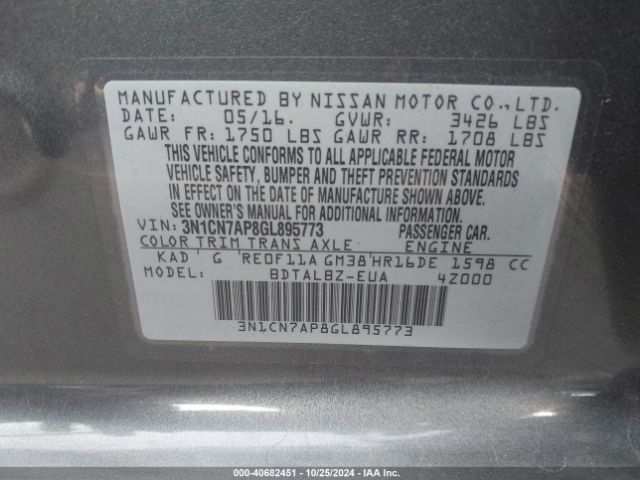 MANUFACTURED BY NISSAN MOTOR CO.,LTD.
DATE: 05/16. GVWR: 3426 LBS
GAWR FR: 1750 LBS GAWR RR: 1708 LBS
THIS VEHICLE CONFORMS TO ALL APPLICABLE FEDERAL MOTOR
VEHICLE SAFETY, BUMPER AND THEFT PREVENTION STANDARDS
IN EFFECT ON THE DATE OF MANUFACTURE SHOWN ABOVE.
SEE OWNER'S MANUAL FOR ADDITIONAL INFORMATION
VIN: 3N1CN7AP8GL895773 PASSENGER CAR.
COLOR TRIM TRANS AXLE ENGINE
KAD G RE0F11A GM38 HR16DE 1598 CC
MODEL: BDTALBZ-EUA 4Z000
3N1CN7AP8GL895773
000-40682451 - 10/25/2024 - IAA Inc.